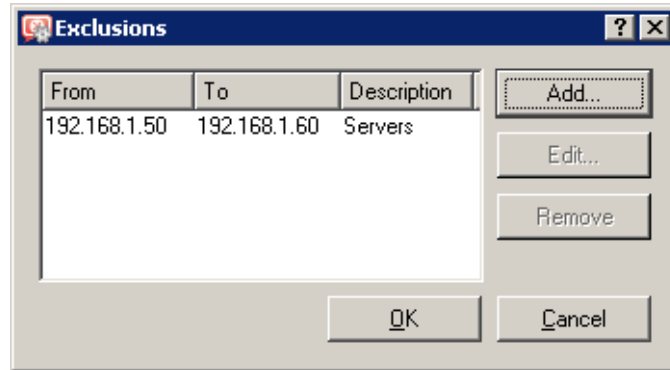 Exclusions
From To Description Add...
192.168.1.50 192.168.1.60 Servers
Edit...
Remove
OK Cancel